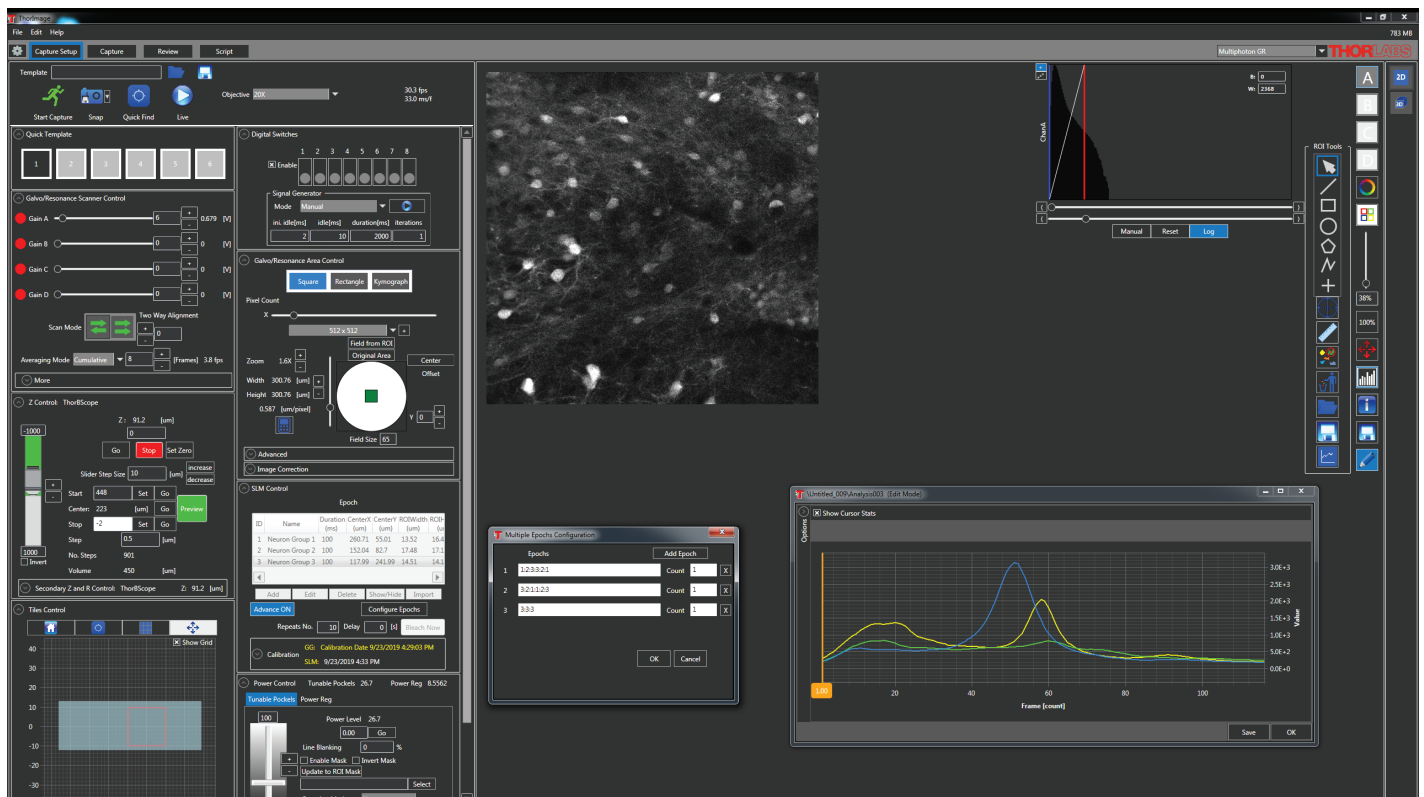 ThorImage
File Edit Help
783 MB
Capture Setup Capture Review Script
Multiphoton GR
THORLABS
Template
Start Capture Snap Quick Find Live
Objective 20X
30.3 fps
33.0 ms/f
Quick Template
1 2 3 4 5 6
Galvo/Resonance Scanner Control
Gain A 6 + - 0.679 [V]
Gain B 0 + - 0 [V]
Gain C 0 + - 0 [V]
Gain D 0 + - 0 [V]
Scan Mode
Two Way Alignment
+ - 0
Averaging Mode Cumulative 8 + - [Frames] 3.8 fps
More
Z Control: ThorBScope
Z: 91.2 [um]
0
Go Stop Set Zero
-1000
Slider Step Size 10 [um] increase
decrease
+ -
Start 448 Set Go
Center: 223 [um] Go Preview
Stop -2 Set Go
Step 0.5 [um]
1000
No. Steps 901
Invert
Volume 450 [um]
Secondary Z and R Control: ThorBScope Z: 91.2 [um]
Tiles Control
Show Grid
40
30
20
10
0
-10
-20
-30
Digital Switches
1 2 3 4 5 6 7 8
Enable
Signal Generator
Mode Manual
ini. idle[ms] idle[ms] duration[ms] iterations
2 10 2000 1
Galvo/Resonance Area Control
Square Rectangle Kymograph
Pixel Count
X
512 x 512 +
Field from ROI
Original Area
Zoom 1.6X + -
Center
Offset
Width 300.76 [um] +
Height 300.76 [um] -
0.587 [um/pixel]
Y 0 + -
Field Size 65
Advanced
Image Correction
SLM Control
Epoch
ID Name Duration (ms) CenterX (um) CenterY (um) ROIWidth (um) ROIH
1 Neuron Group 1 100 260.71 55.01 13.52 16.4
2 Neuron Group 2 100 152.04 82.7 17.48 17.1
3 Neuron Group 3 100 117.99 241.99 14.51 14.1
Add Edit Delete Show/Hide Import
Advance ON Configure Epochs
Repeats No. 10 Delay 0 [s] Bleach Now
Calibration GG: Calibration Date 9/23/2019 4:29:03 PM
SLM: 9/23/2019 4:33 PM
Power Control Tunable Pockels 26.7 Power Reg 8.5562
Tunable Pockels Power Reg
100
Power Level 26.7
0.00 Go
Line Blanking 0 %
+ - Enable Mask Invert Mask
Update to ROI Mask
Select
ChanA
B: 0
W: 2368
Manual Reset Log
ROI Tools
A
B
C
D
38%
100%
2D
3D
Multiple Epochs Configuration
Epochs Add Epoch
1 1:2:3:3:2:1 Count 1 X
2 3:2:1:1:2:3 Count 1 X
3 3:3:3 Count 1 X
OK Cancel
\Untitled_009\Analysis003 (Edit Mode)
Show Cursor Stats
Options
3.0E+3
2.5E+3
2.0E+3
1.5E+3
1.0E+3
5.0E+2
0.0E+0
Value
1.00
20 40 60 80 100
Frame [count]
Save OK